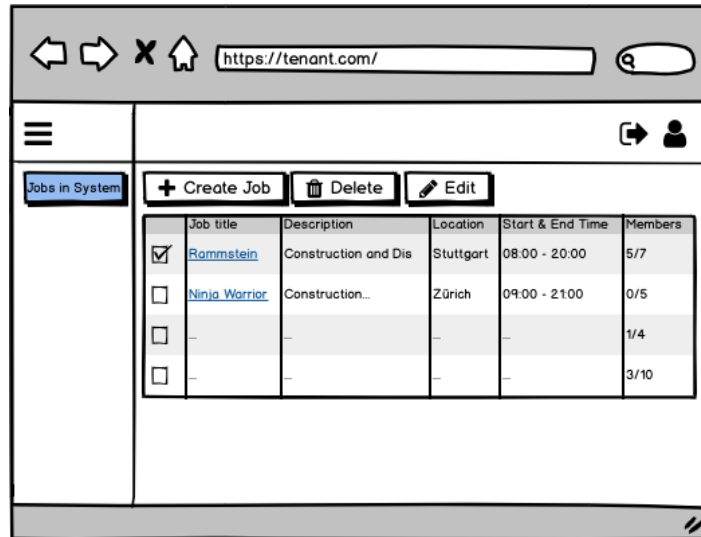 https://tenant.com/
Jobs in System
Create Job Delete Edit
Job title Description Location Start & End Time Members
Rammstein Construction and Dis Stuttgart 08:00 - 20:00 5/7
Ninja Warrior Construction... Zürich 09:00 - 21:00 0/5
_ _ _ _ 1/4
_ _ _ _ 3/10